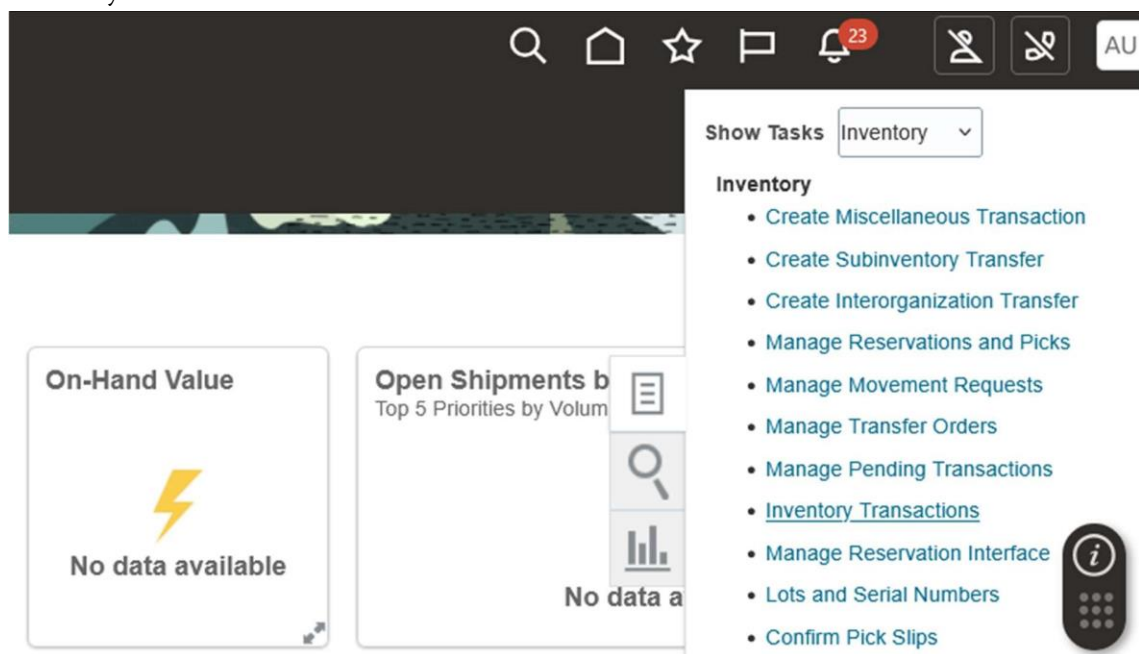 23
AU
Show Tasks Inventory
Inventory
• Create Miscellaneous Transaction
• Create Subinventory Transfer
• Create Interorganization Transfer
• Manage Reservations and Picks
• Manage Movement Requests
• Manage Transfer Orders
• Manage Pending Transactions
• Inventory Transactions
• Manage Reservation Interface
• Lots and Serial Numbers
• Confirm Pick Slips
On-Hand Value
No data available
Open Shipments b
Top 5 Priorities by Volum
No data a
i